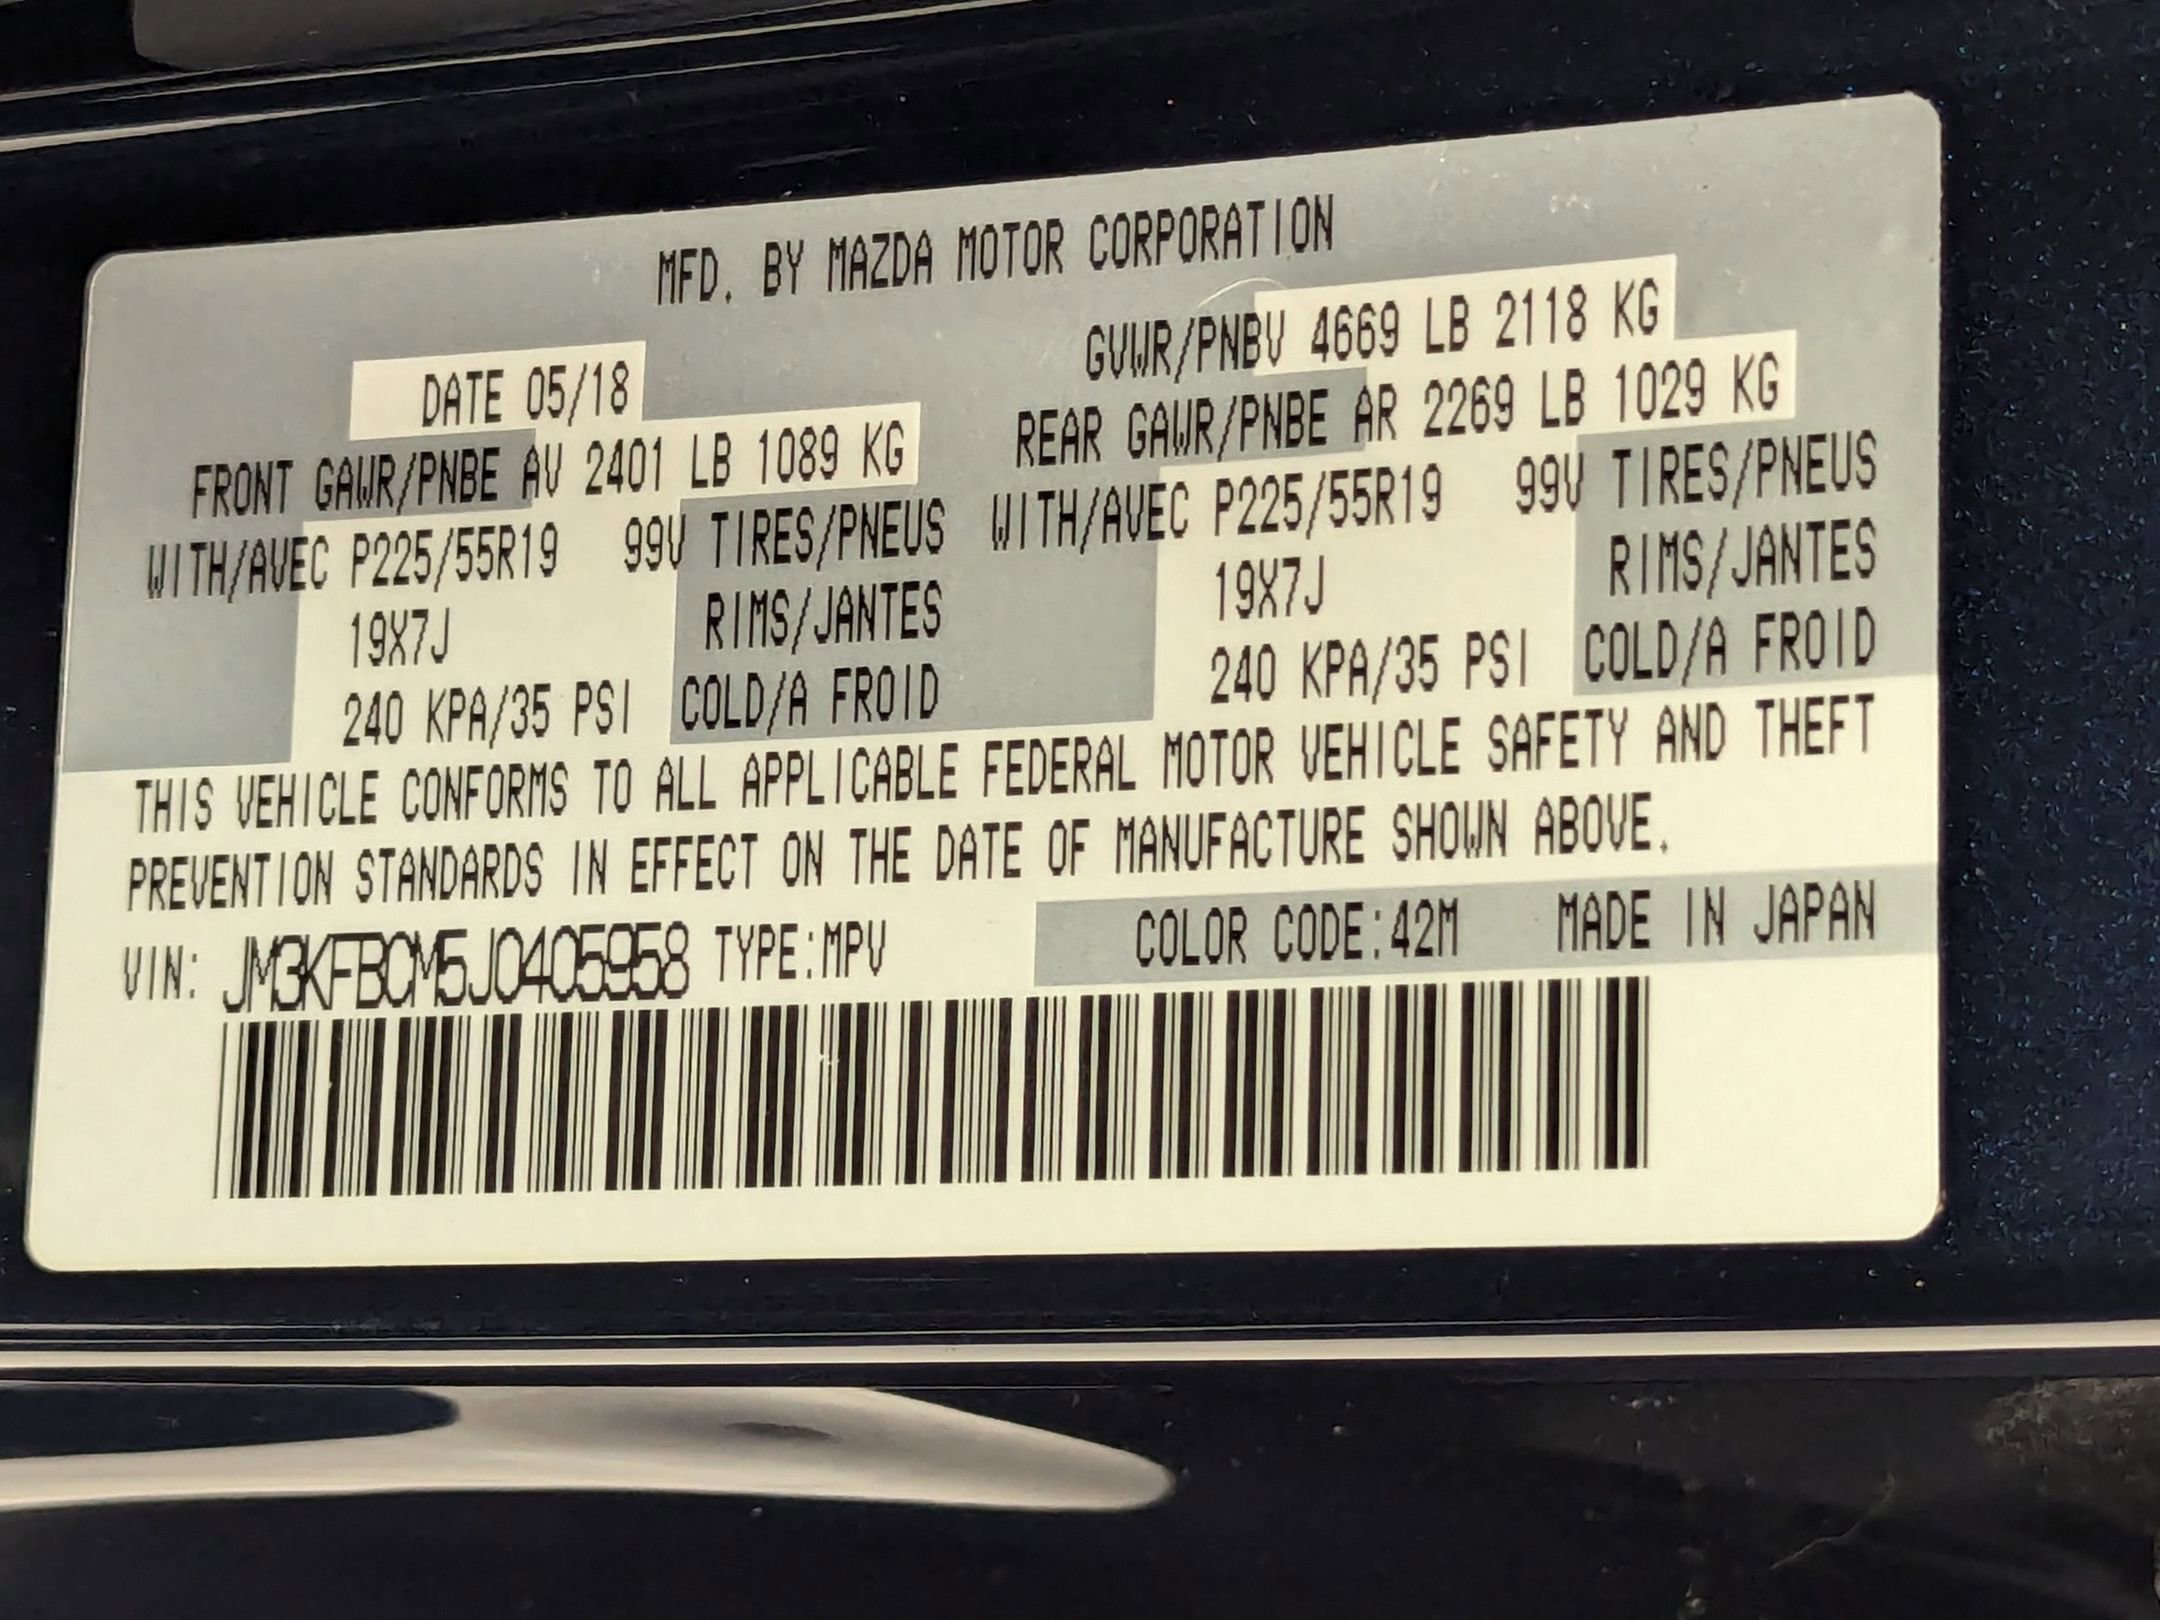 MFD. BY MAZDA MOTOR CORPORATION
DATE 05/18 GVWR/PNBV 4669 LB 2118 KG
FRONT GAWR/PNBE AV 2401 LB 1089 KG REAR GAWR/PNBE AR 2269 LB 1029 KG
WITH/AVEC P225/55R19 99V TIRES/PNEUS WITH/AVEC P225/55R19 99V TIRES/PNEUS
19X7J RIMS/JANTES 19X7J RIMS/JANTES
240 KPA/35 PSI COLD/A FROID 240 KPA/35 PSI COLD/A FROID
THIS VEHICLE CONFORMS TO ALL APPLICABLE FEDERAL MOTOR VEHICLE SAFETY AND THEFT
PREVENTION STANDARDS IN EFFECT ON THE DATE OF MANUFACTURE SHOWN ABOVE.
VIN: JM3KFBCM5J0405958 TYPE:MPV COLOR CODE:42M MADE IN JAPAN